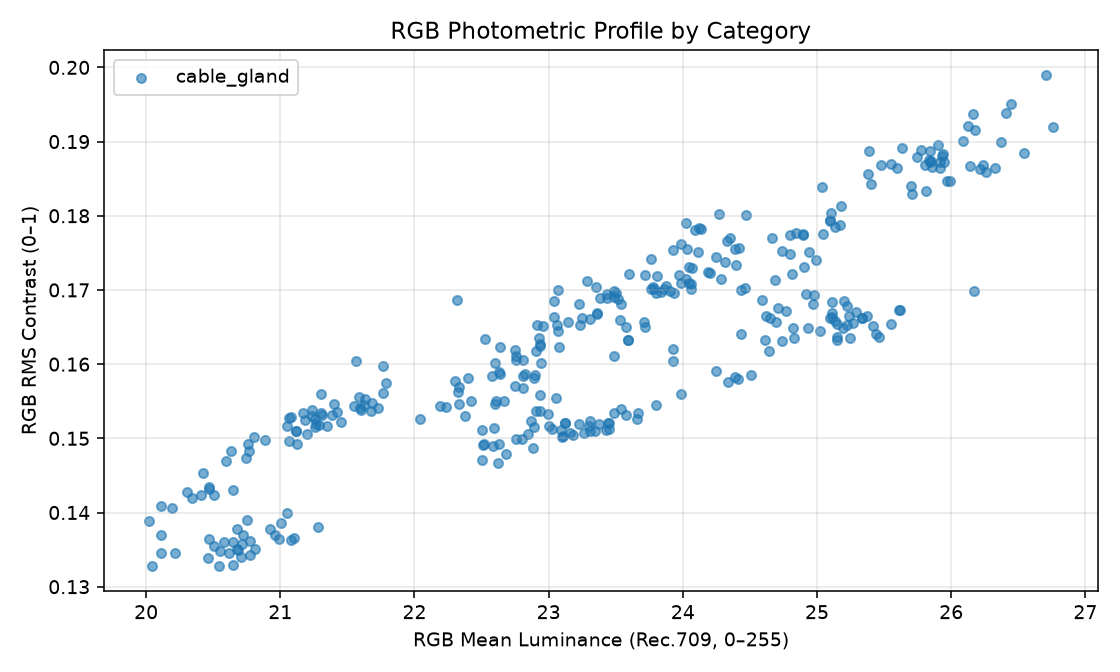 RGB Photometric Profile by Category
cable_gland
0.20
0.19
0.18
0.17
0.16
0.15
0.14
0.13
RGB RMS Contrast (0–1)
20 21 22 23 24 25 26 27
RGB Mean Luminance (Rec.709, 0–255)